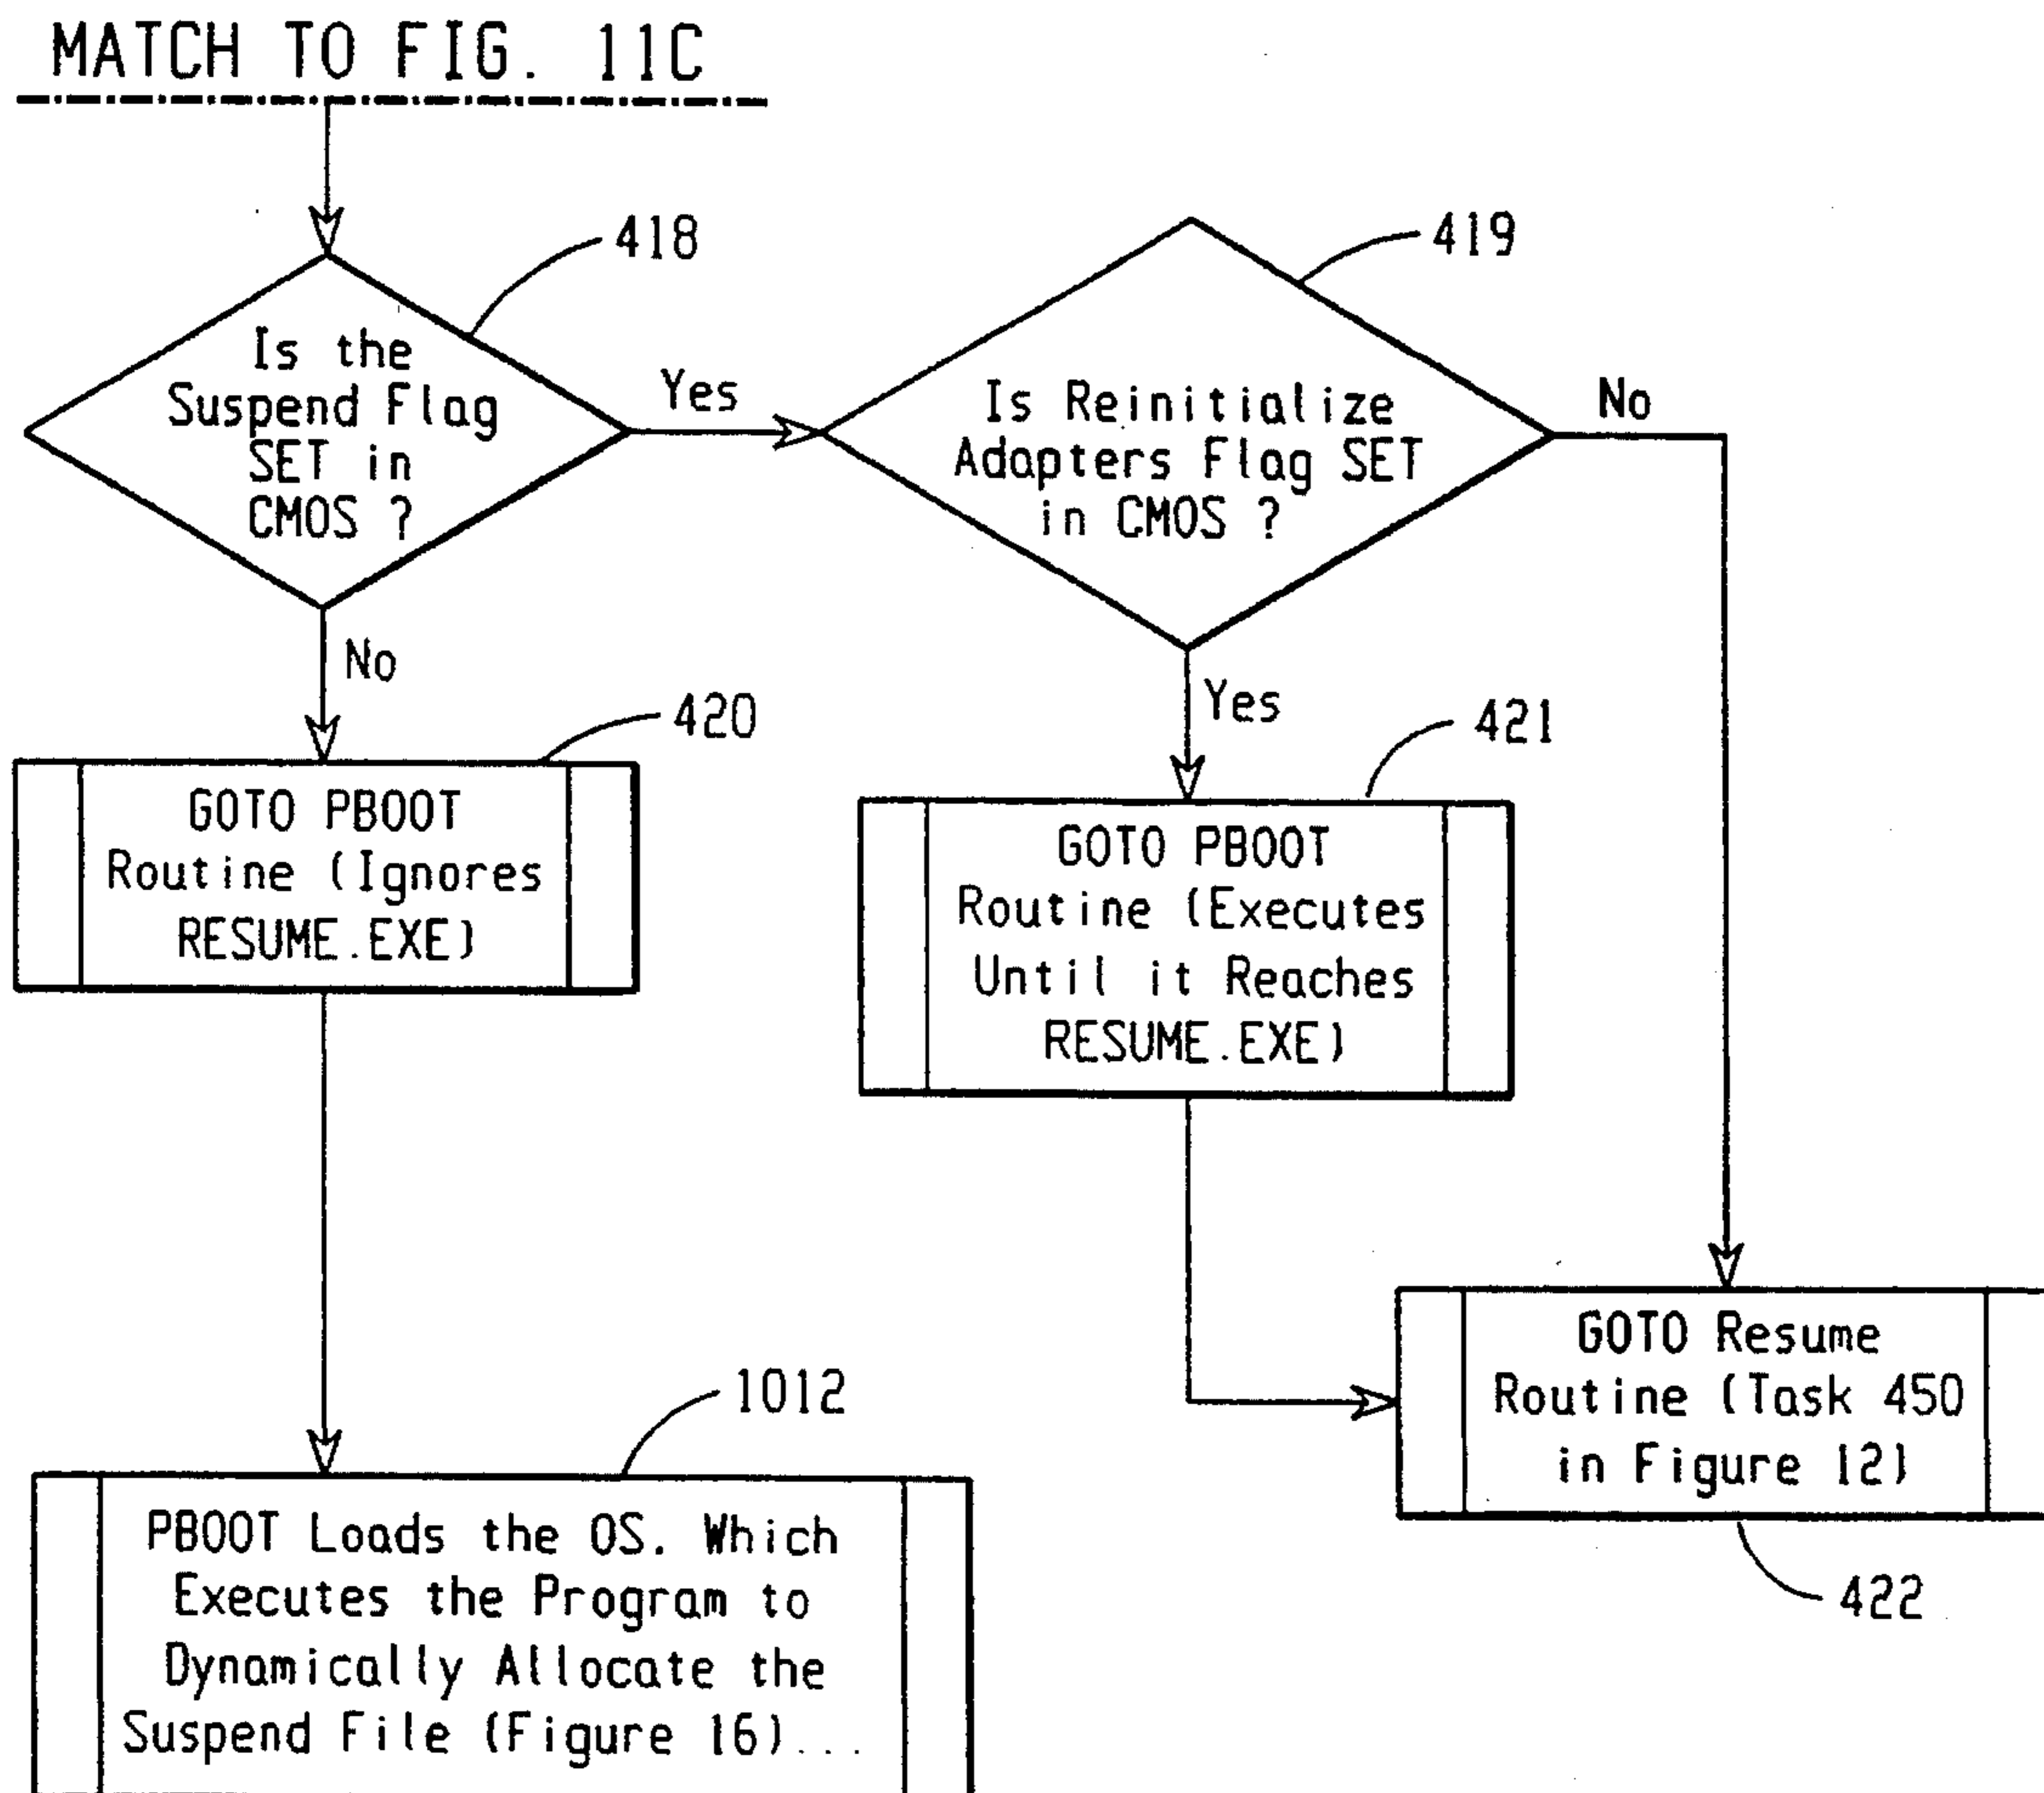 MATCH TO FIG. 11C
418
Is the
Suspend Flag
SET in
CMOS ?
Yes
No
419
Is Reinitialize
Adapters Flag SET
in CMOS ?
No
Yes
420
GOTO PBOOT
Routine (Ignores
RESUME.EXE)
421
GOTO PBOOT
Routine (Executes
Until it Reaches
RESUME.EXE)
1012
PBOOT Loads the OS. Which
Executes the Program to
Dynamically Allocate the
Suspend File (Figure 16)...
GOTO Resume
Routine (Task 450
in Figure 12)
422